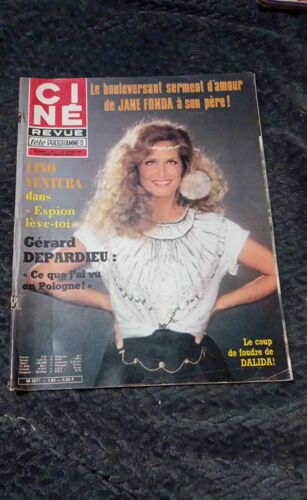 Le bouleversant serment d'amour
de JANE FONDA à son père !
CINÉ
REVUE
télé PROGRAMMES
LINO
VENTURA
dans
« Espion
lève-toi »
Gérard
DEPARDIEU :
« Ce que j'ai vu
en Pologne! »
Le coup
de foudre de
DALIDA!